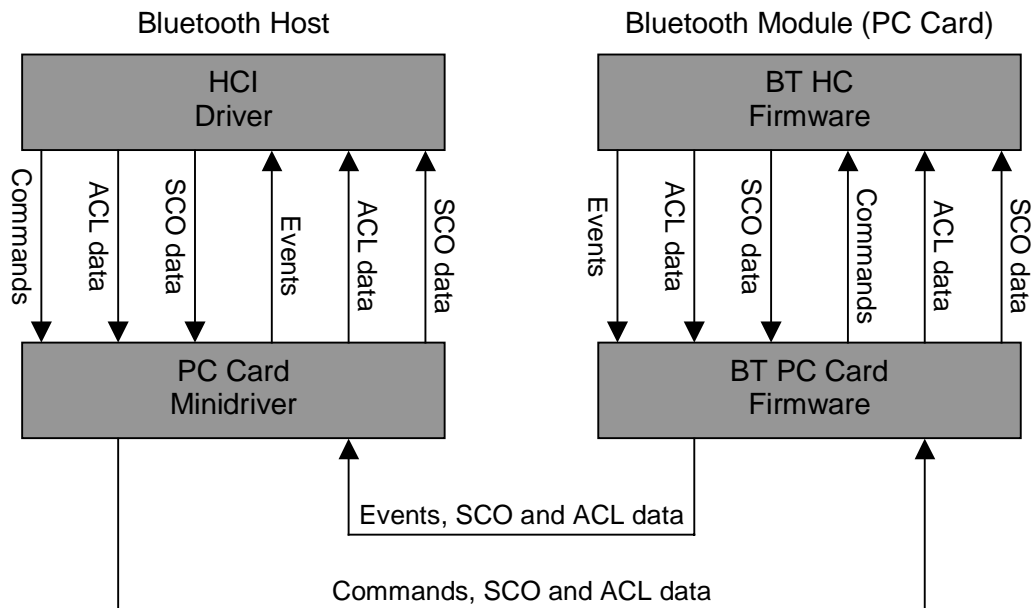 Bluetooth Host
Bluetooth Module (PC Card)
HCI
Driver
BT HC
Firmware
Commands
ACL data
SCO data
Events
ACL data
SCO data
Events
ACL data
SCO data
Commands
ACL data
SCO data
PC Card
Minidriver
BT PC Card
Firmware
Events, SCO and ACL data
Commands, SCO and ACL data